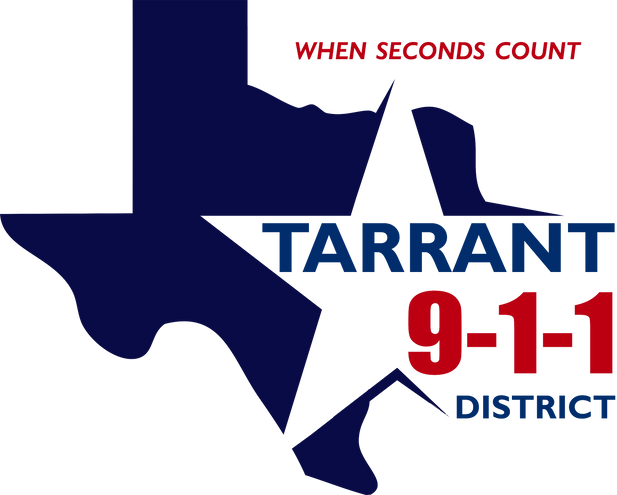 WHEN SECONDS COUNT
TARRANT
9-1-1
DISTRICT